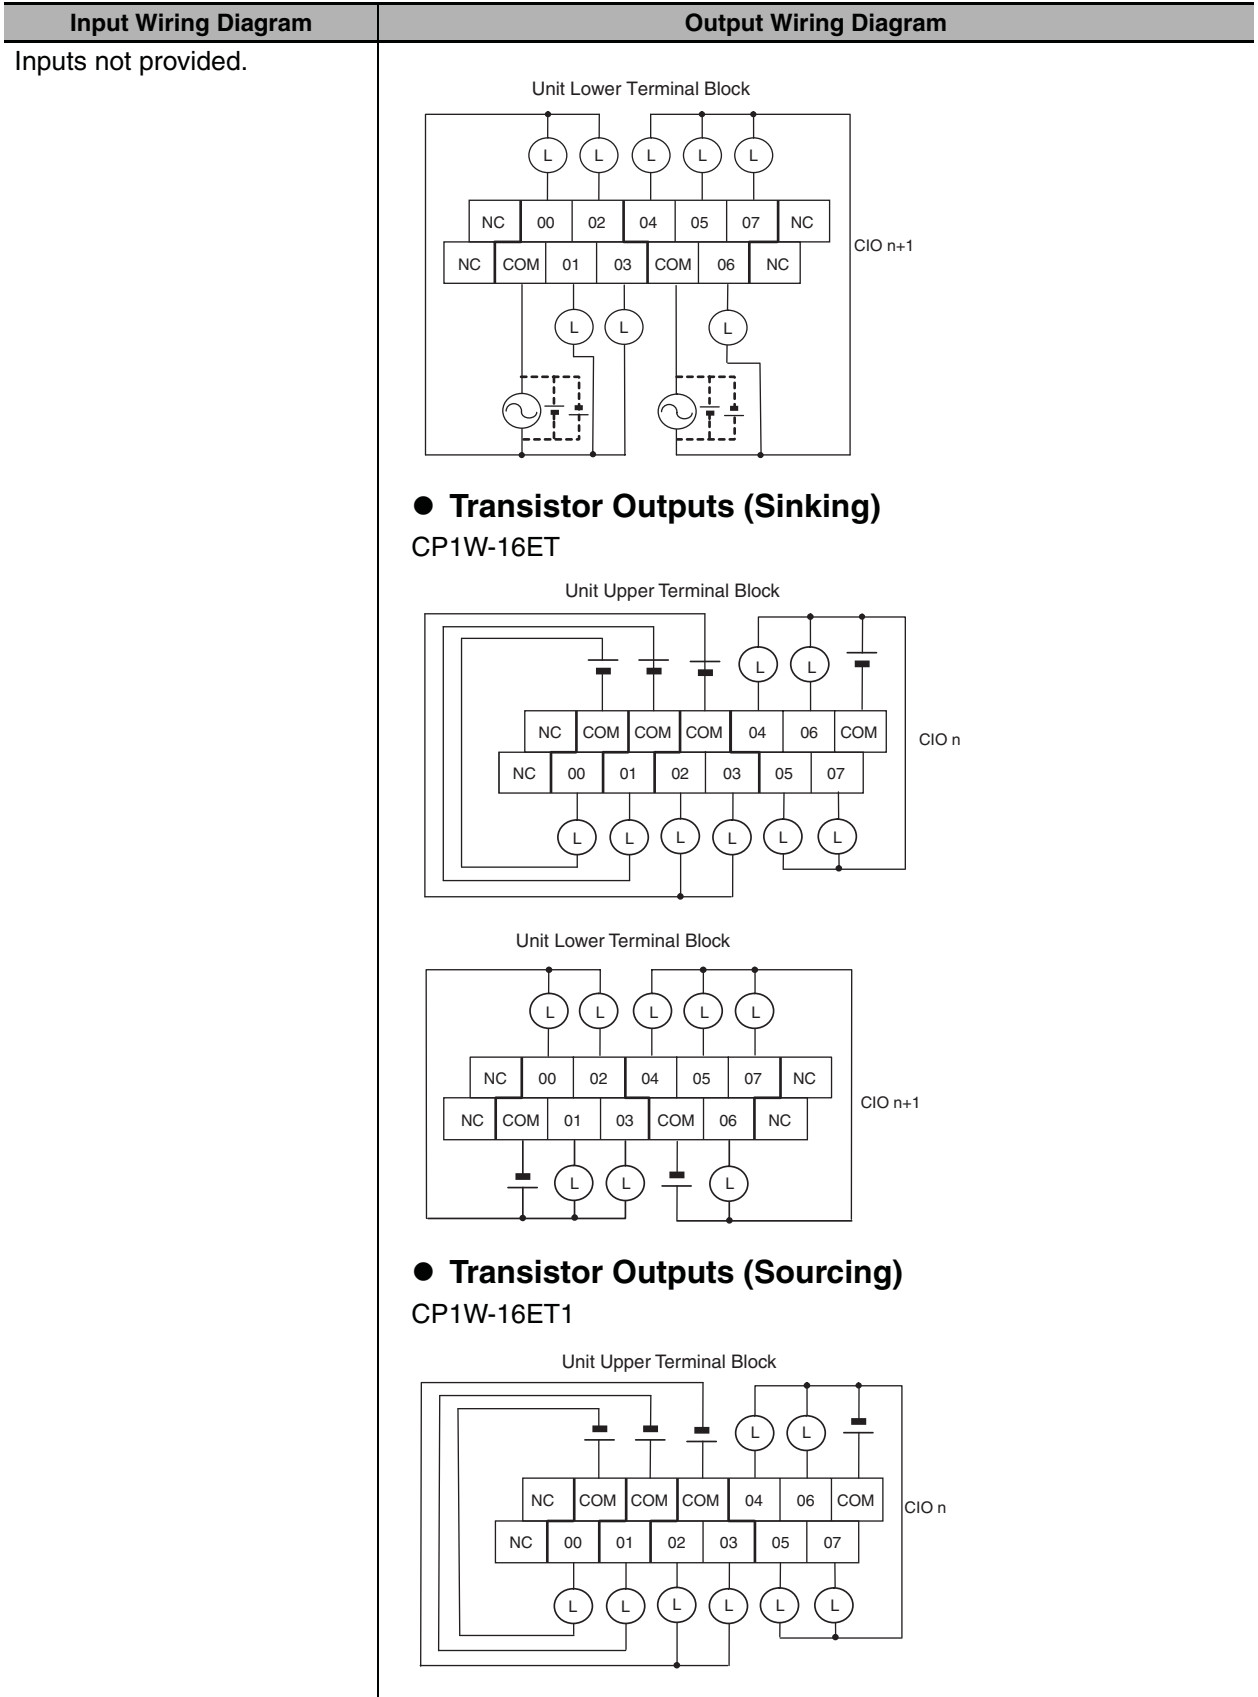 Input Wiring Diagram
Output Wiring Diagram
Inputs not provided.
Unit Lower Terminal Block
L L L L L
NC 00 02 04 05 07 NC
CIO n+1
NC COM 01 03 COM 06 NC
L L L
● Transistor Outputs (Sinking)
CP1W-16ET
Unit Upper Terminal Block
L L
NC COM COM COM 04 06 COM
CIO n
NC 00 01 02 03 05 07
L L L L L L
Unit Lower Terminal Block
L L L L L
NC 00 02 04 05 07 NC
CIO n+1
NC COM 01 03 COM 06 NC
L L L
● Transistor Outputs (Sourcing)
CP1W-16ET1
Unit Upper Terminal Block
L L
NC COM COM COM 04 06 COM
CIO n
NC 00 01 02 03 05 07
L L L L L L